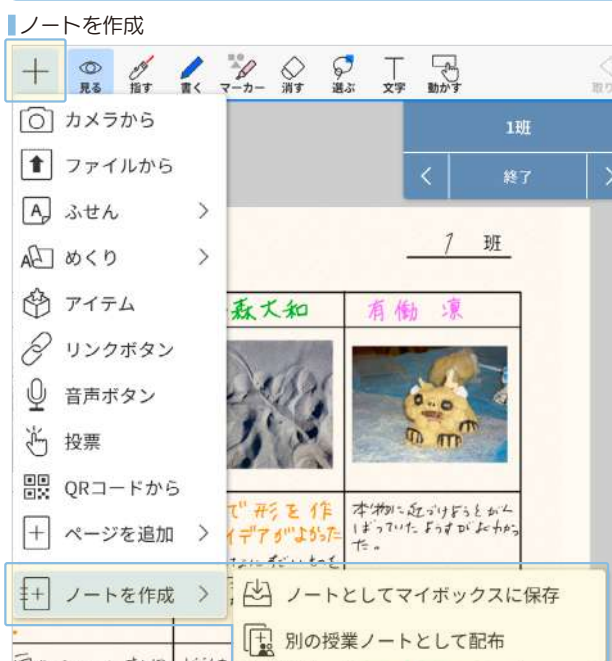 ノートを作成
見る 指す 書く マーカー 消す 選ぶ 文字 動かす
カメラから
ファイルから
ふせん
めくり
アイテム
リンクボタン
音声ボタン
投票
QRコードから
ページを追加
ノートを作成
ノートとしてマイボックスに保存
別の授業ノートとして配布
1班
終了
1 班
森大和 有働 凛
で形を作
イデアがよかった
本物に近づけようとがん
ばっていたようすがよくわかっ
た。